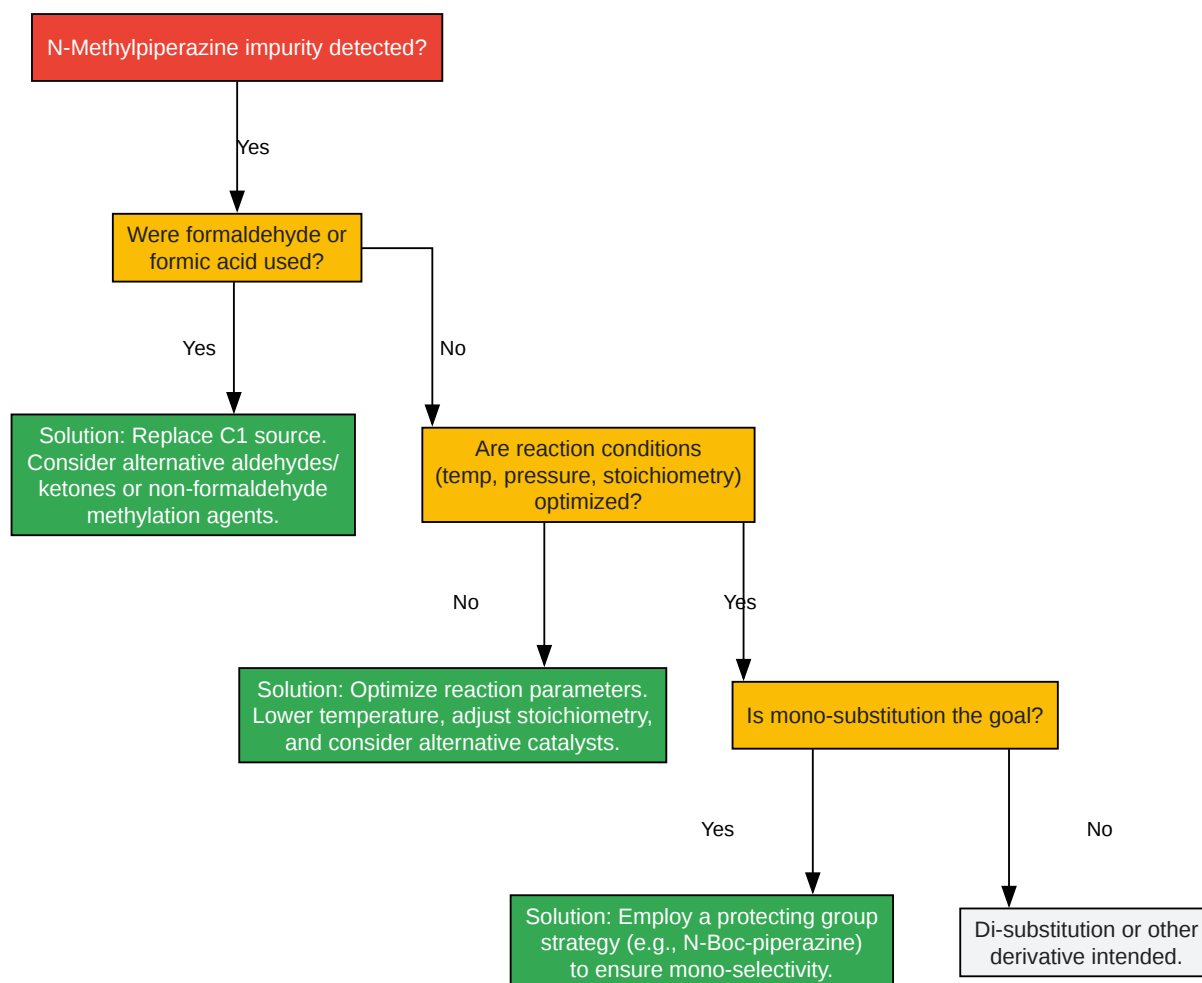 N-Methylpiperazine impurity detected?
Yes
Were formaldehyde or
formic acid used?
Yes
No
Solution: Replace C1 source.
Consider alternative aldehydes/
ketones or non-formaldehyde
methylation agents.
Are reaction conditions
(temp, pressure, stoichiometry)
optimized?
No
Yes
Solution: Optimize reaction parameters.
Lower temperature, adjust stoichiometry,
and consider alternative catalysts.
Is mono-substitution the goal?
Yes
No
Solution: Employ a protecting group
strategy (e.g., N-Boc-piperazine)
to ensure mono-selectivity.
Di-substitution or other
derivative intended.